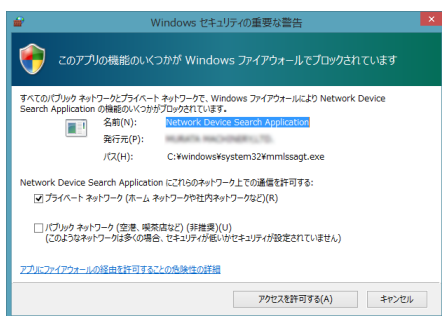 Windows セキュリティの重要な警告
このアプリの機能のいくつかが Windows ファイアウォールでブロックされています
すべてのパブリック ネットワークとプライベート ネットワークで、Windows ファイアウォールにより Network Device
Search Application の機能のいくつかがブロックされています。
名前(N): Network Device Search Application
発行元(P):
パス(H): C:¥windows¥system32¥mmlssagt.exe
Network Device Search Application にこれらのネットワーク上での通信を許可する:
プライベート ネットワーク (ホーム ネットワークや社内ネットワークなど)(R)
パブリック ネットワーク (空港、喫茶店など) (非推奨)(U)
(このようなネットワークは多くの場合、セキュリティが低いかセキュリティが設定されていません)
アプリにファイアウォールの経由を許可することの危険性の詳細
アクセスを許可する(A) キャンセル